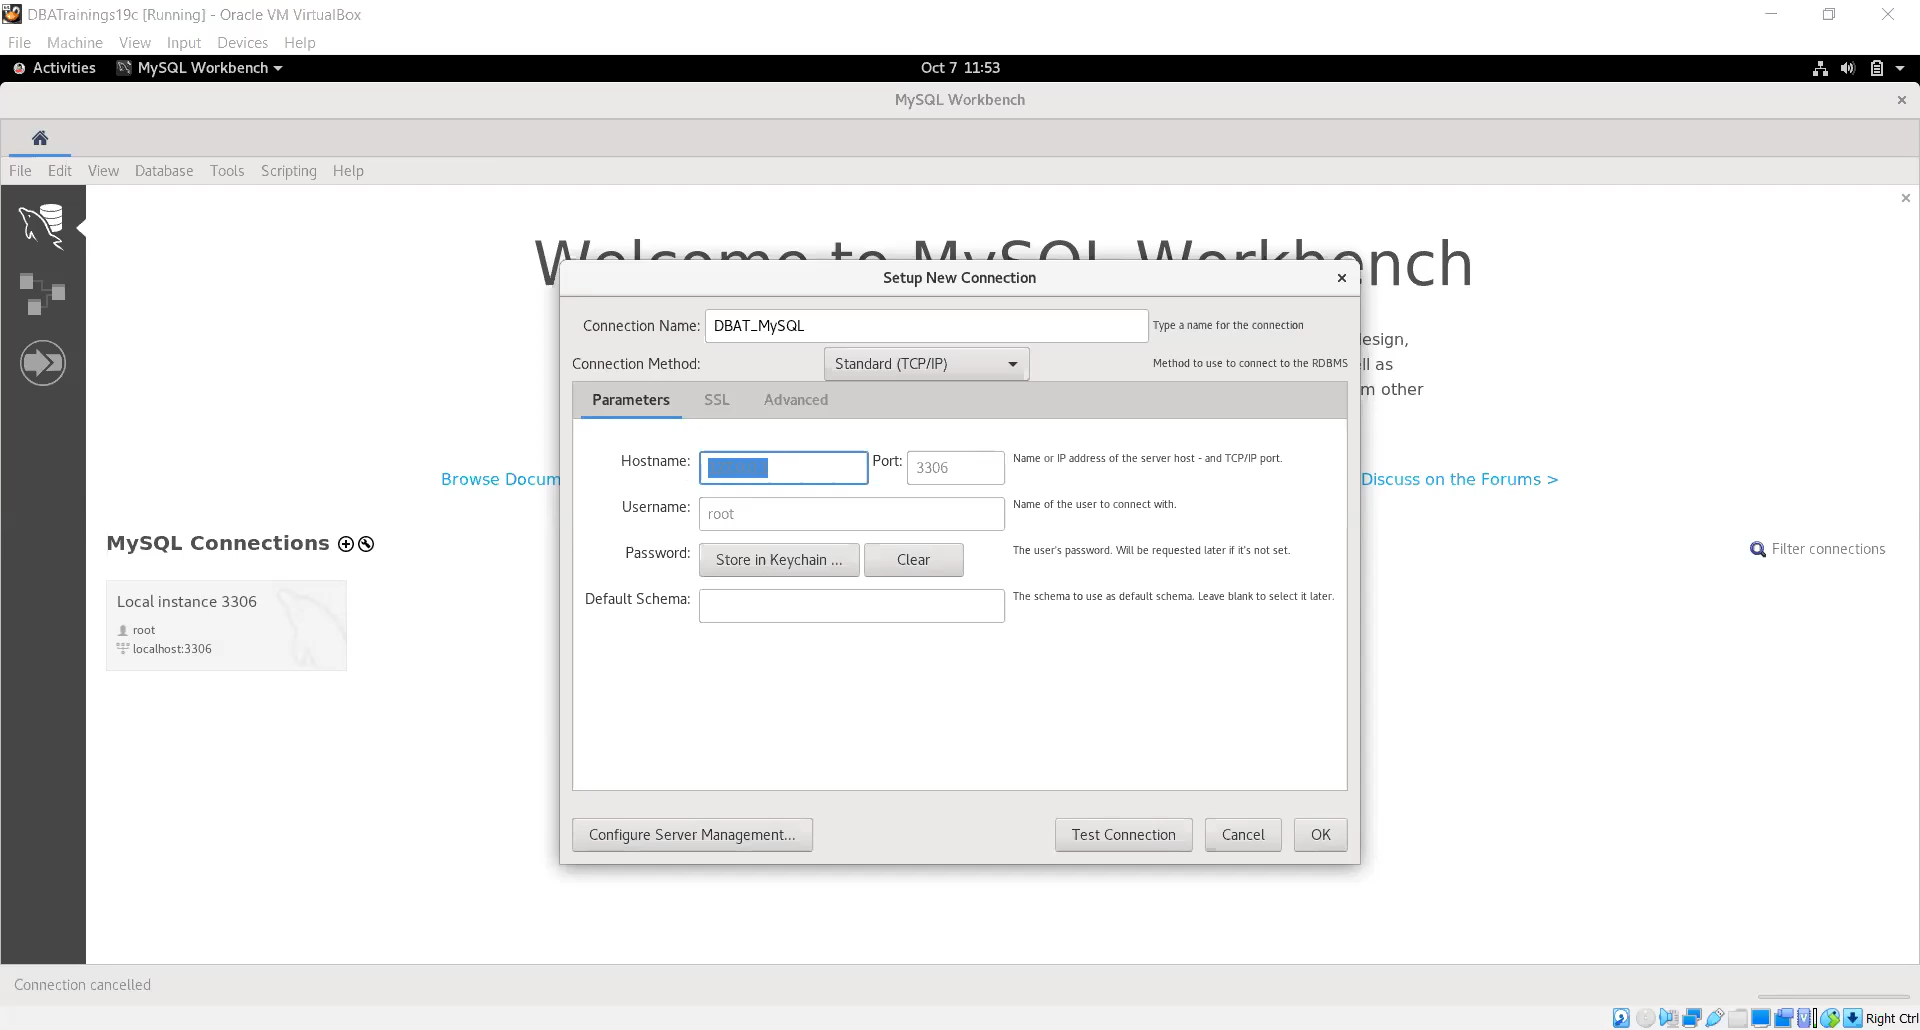 DBATrainings19c [Running] - Oracle VM VirtualBox
File Machine View Input Devices Help
Activities MySQL Workbench Oct 7 11:53
MySQL Workbench
File Edit View Database Tools Scripting Help
Welcome to MySQL Workbench
Setup New Connection
Connection Name: DBAT_MySQL Type a name for the connection
Connection Method: Standard (TCP/IP) Method to use to connect to the RDBMS
Parameters SSL Advanced
Hostname: Port: 3306 Name or IP address of the server host - and TCP/IP port.
Username: root Name of the user to connect with.
Password: Store in Keychain ... Clear The user's password. Will be requested later if it's not set.
Default Schema: The schema to use as default schema. Leave blank to select it later.
Configure Server Management... Test Connection Cancel OK
esign,
ll as
m other
Browse Docum Discuss on the Forums >
MySQL Connections Filter connections
Local instance 3306
root
localhost:3306
Connection cancelled
Right Ctrl